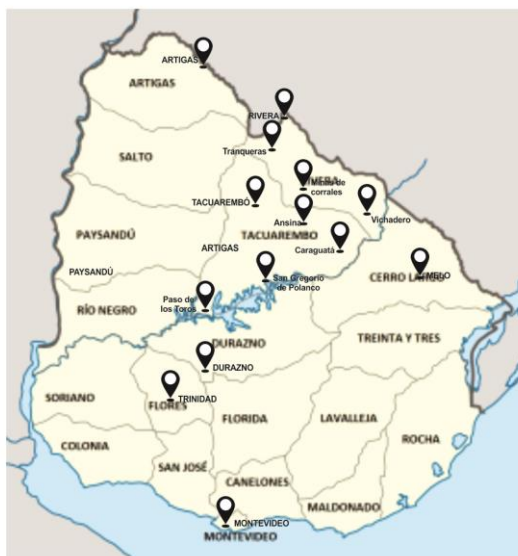 ARTIGAS
ARTIGAS
RIVERA
Tranqueras
SALTO
RIVERA
Minas de
corrales
TACUAREMBÓ
Ansina
Vichadero
PAYSANDÚ
TACUAREMBO
ARTIGAS
Caraguatá
PAYSANDÚ
CERRO LARGO
MELO
San Gregorio
de Polanco
RÍO NEGRO
Paso de
los Toros
TREINTA Y TRES
DURAZNO
DURAZNO
SORIANO
TRINIDAD
FLORES
FLORIDA
LAVALLEJA
COLONIA
ROCHA
SAN JOSÉ
CANELONES
MALDONADO
MONTEVIDEO
MONTEVIDEO